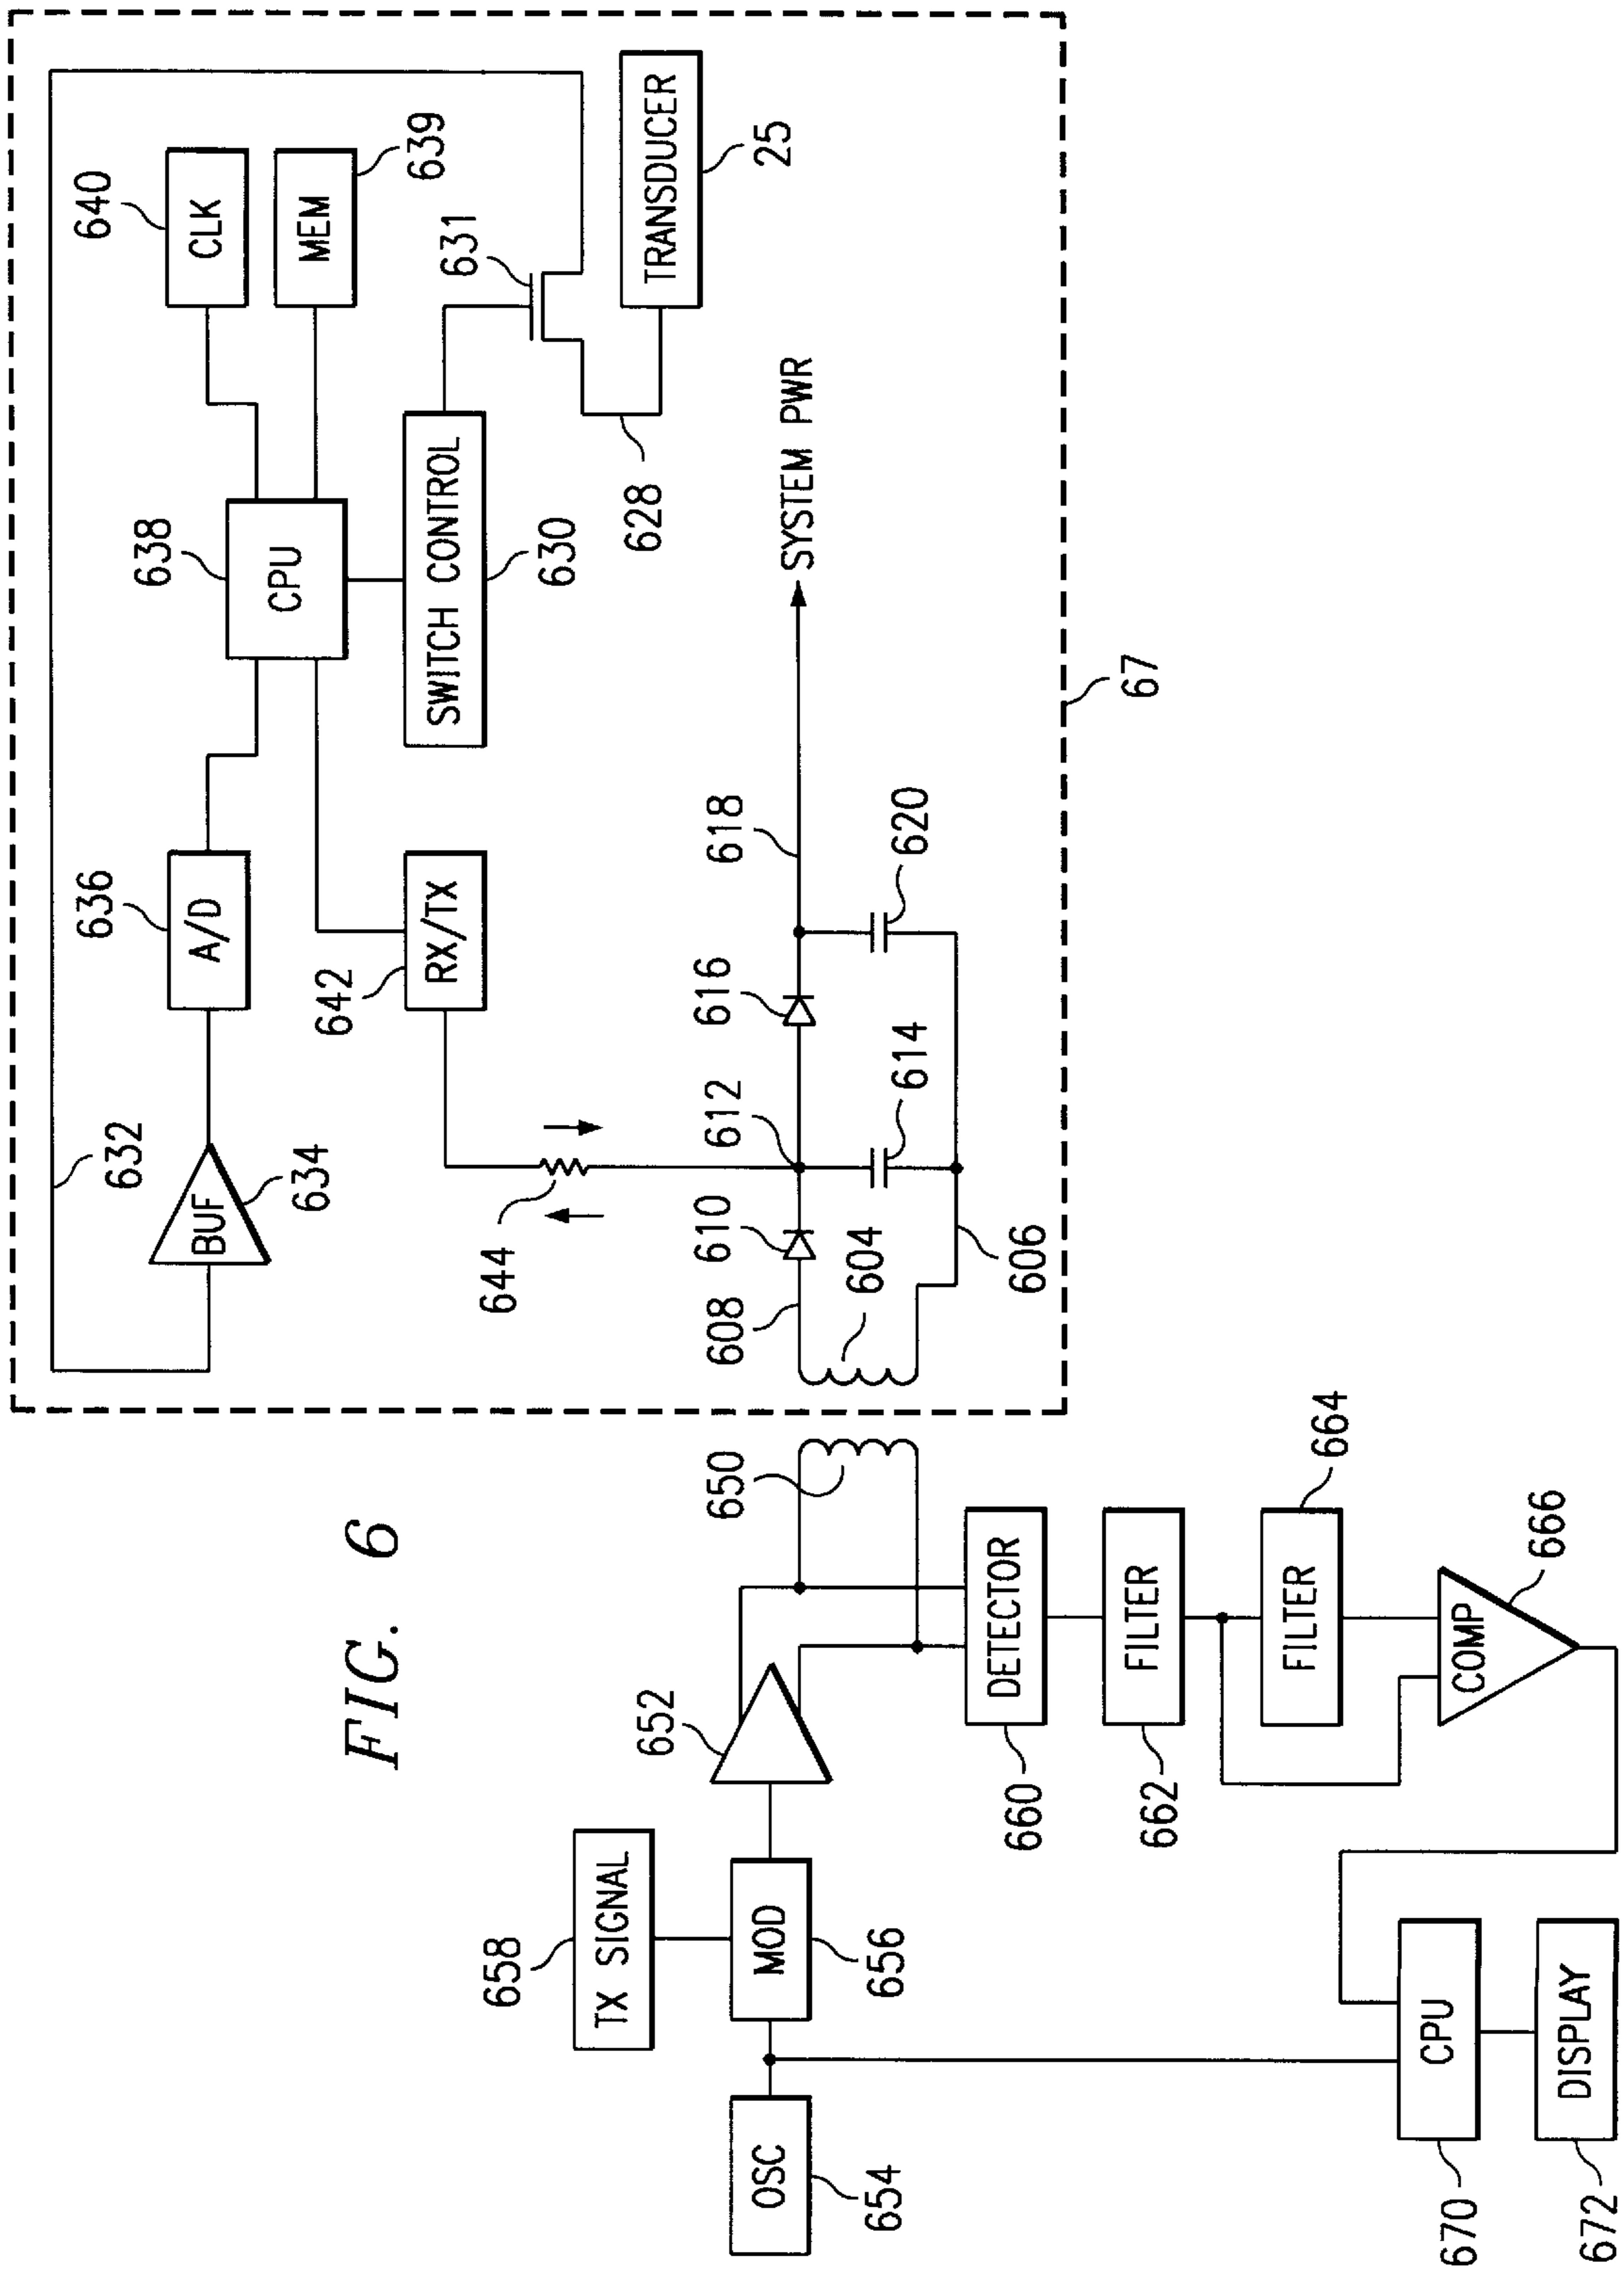 FIG. 6
632
BUF
634
636
A/D
638
CPU
640
CLK
MEM
639
642
RX/TX
SWITCH CONTROL
630
631
628
TRANSDUCER
25
644
608
610
612
616
618
SYSTEM PWR
604
606
614
620
67
650
652
658
TX SIGNAL
OSC
654
MOD
656
DETECTOR
660
FILTER
662
FILTER
664
COMP
666
CPU
670
DISPLAY
672